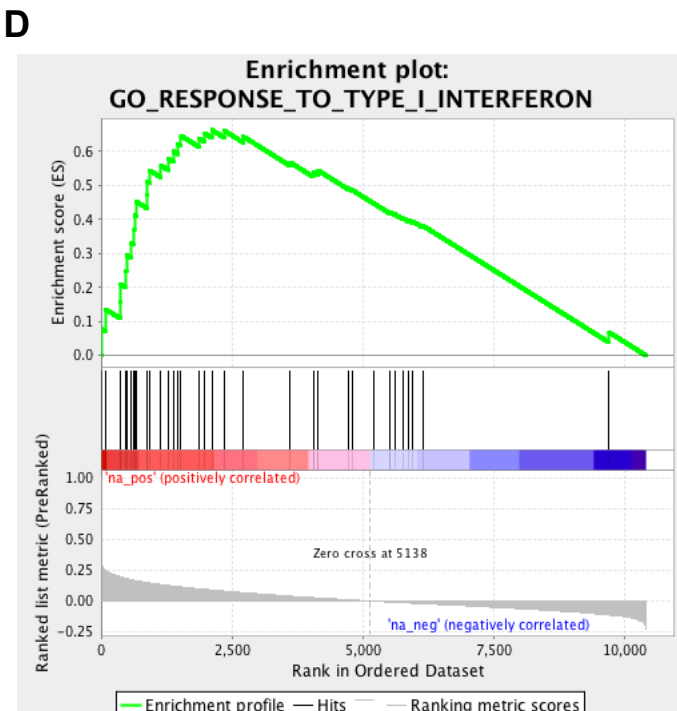 D
Enrichment plot:
GO_RESPONSE_TO_TYPE_I_INTERFERON
Enrichment score (ES)
0.6
0.5
0.4
0.3
0.2
0.1
0.0
Ranked list metric (PreRanked)
1.00
0.75
0.50
0.25
0.00
-0.25
'na_pos' (positively correlated)
Zero cross at 5138
'na_neg' (negatively correlated)
0 2,500 5,000 7,500 10,000
Rank in Ordered Dataset
Enrichment profile Hits Ranking metric scores